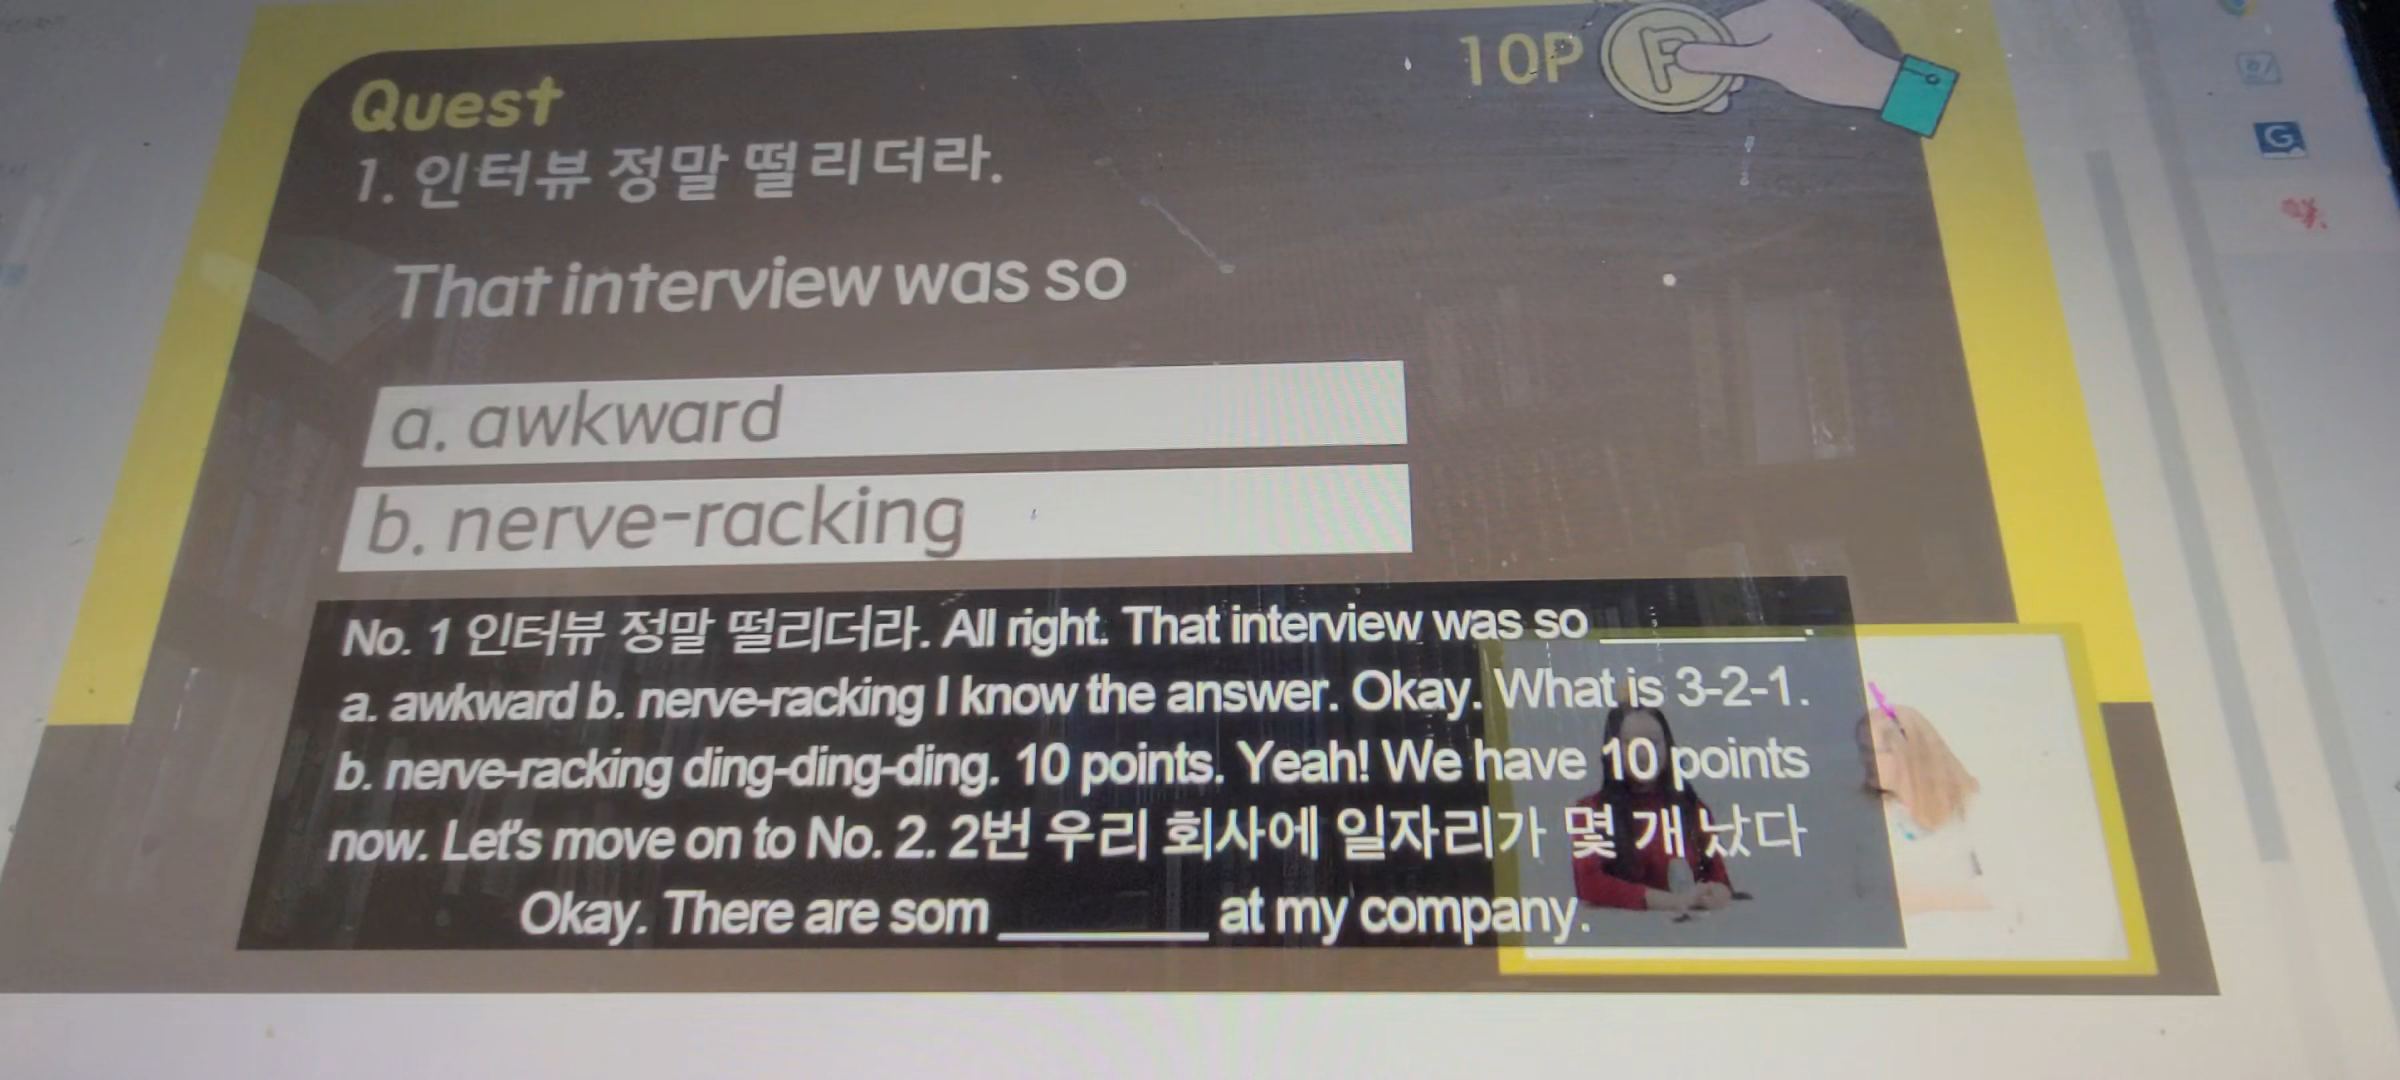 10P
Quest
1. 인터뷰 정말 떨리더라.
That interview was so
a. awkward
b. nerve-racking
No. 1 인터뷰 정말 떨리더라. All right. That interview was so ________.
a. awkward b. nerve-racking I know the answer. Okay. What is 3-2-1.
b. nerve-racking ding-ding-ding. 10 points. Yeah! We have 10 points
now. Let's move on to No. 2. 2번 우리 회사에 일자리가 몇 개 났다
Okay. There are som ________ at my company.